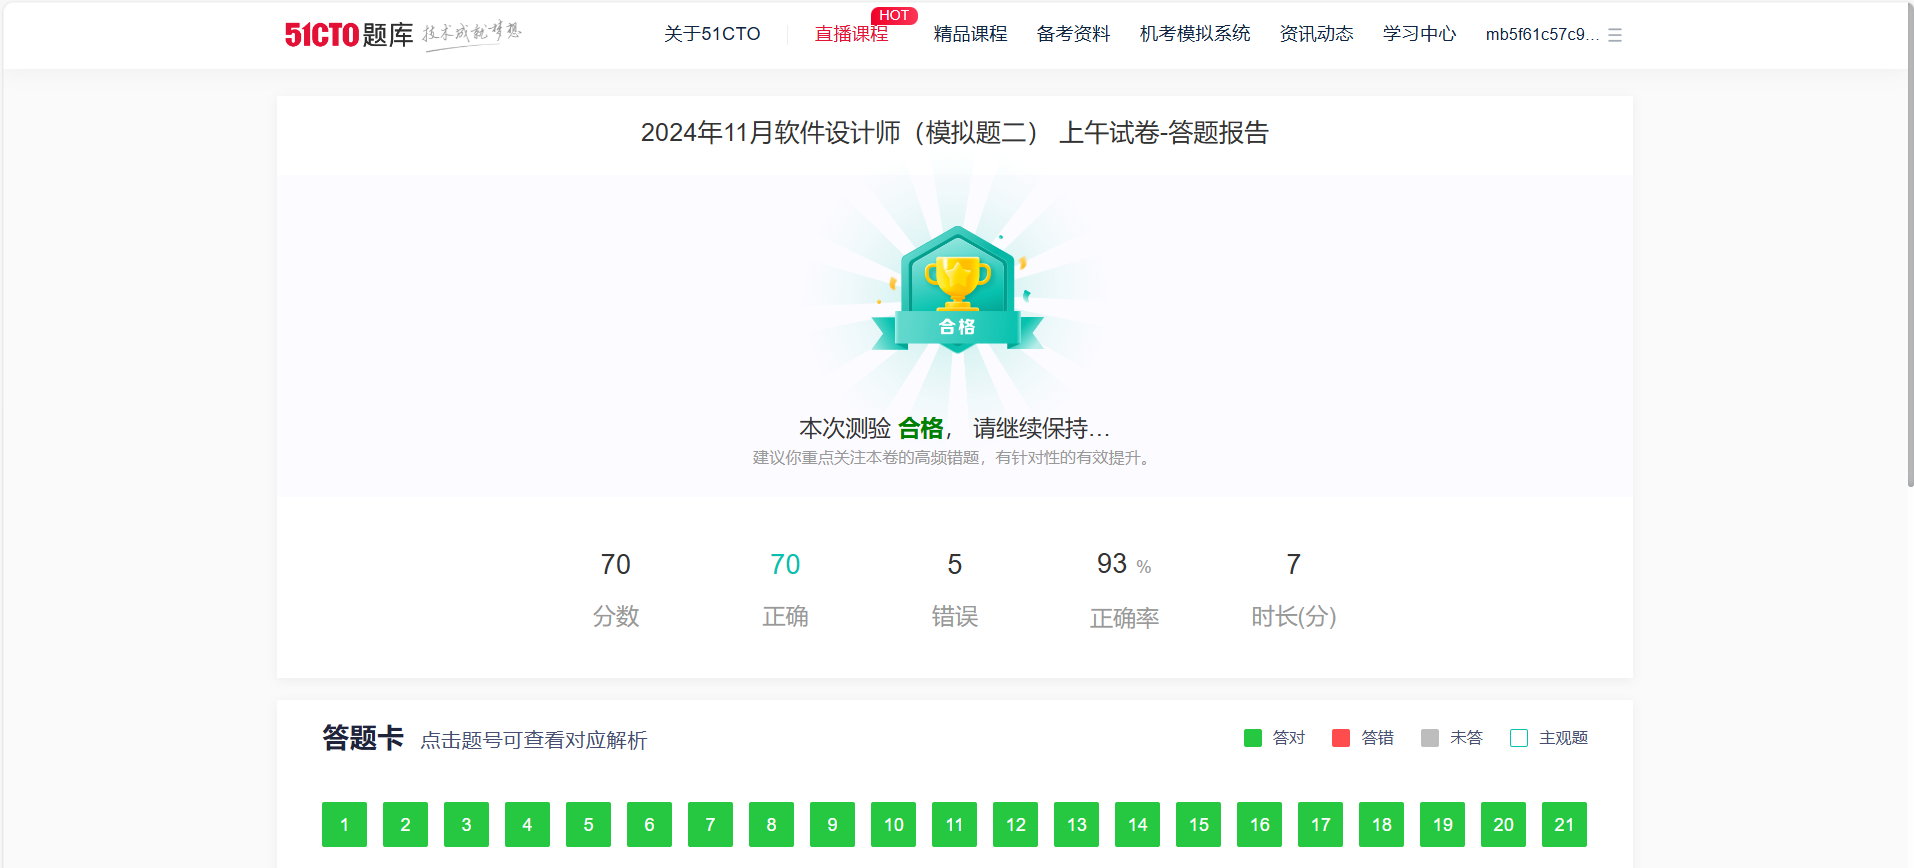 51CTO题库 技术成就梦想
关于51CTO 直播课程 HOT 精品课程 备考资料 机考模拟系统 资讯动态 学习中心 mb5f61c57c9...
2024年11月软件设计师（模拟题二） 上午试卷-答题报告
合格
本次测验 合格， 请继续保持...
建议你重点关注本卷的高频错题，有针对性的有效提升。
70 70 5 93 % 7
分数 正确 错误 正确率 时长(分)
答题卡 点击题号可查看对应解析 答对 答错 未答 主观题
1 2 3 4 5 6 7 8 9 10 11 12 13 14 15 16 17 18 19 20 21